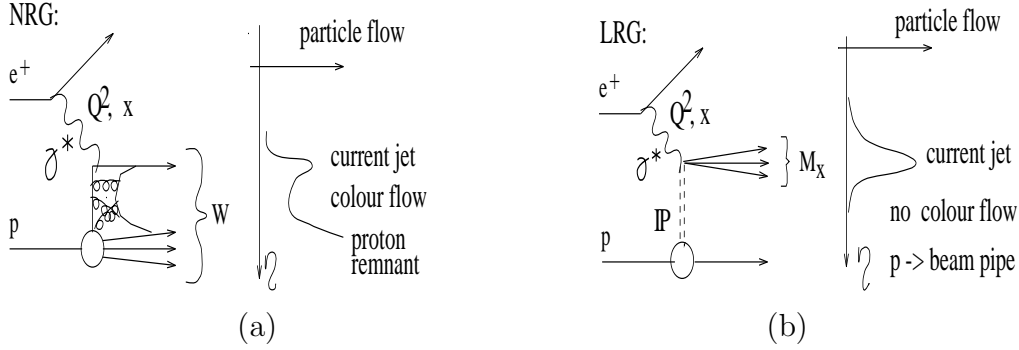 NRG:
particle flow
e+
Q², x
γ*
current jet
colour flow
W
p
proton
remnant
η
(a)
LRG:
particle flow
e+
Q², x
γ*
M_X
current jet
IP
no colour flow
p
η
p -> beam pipe
(b)